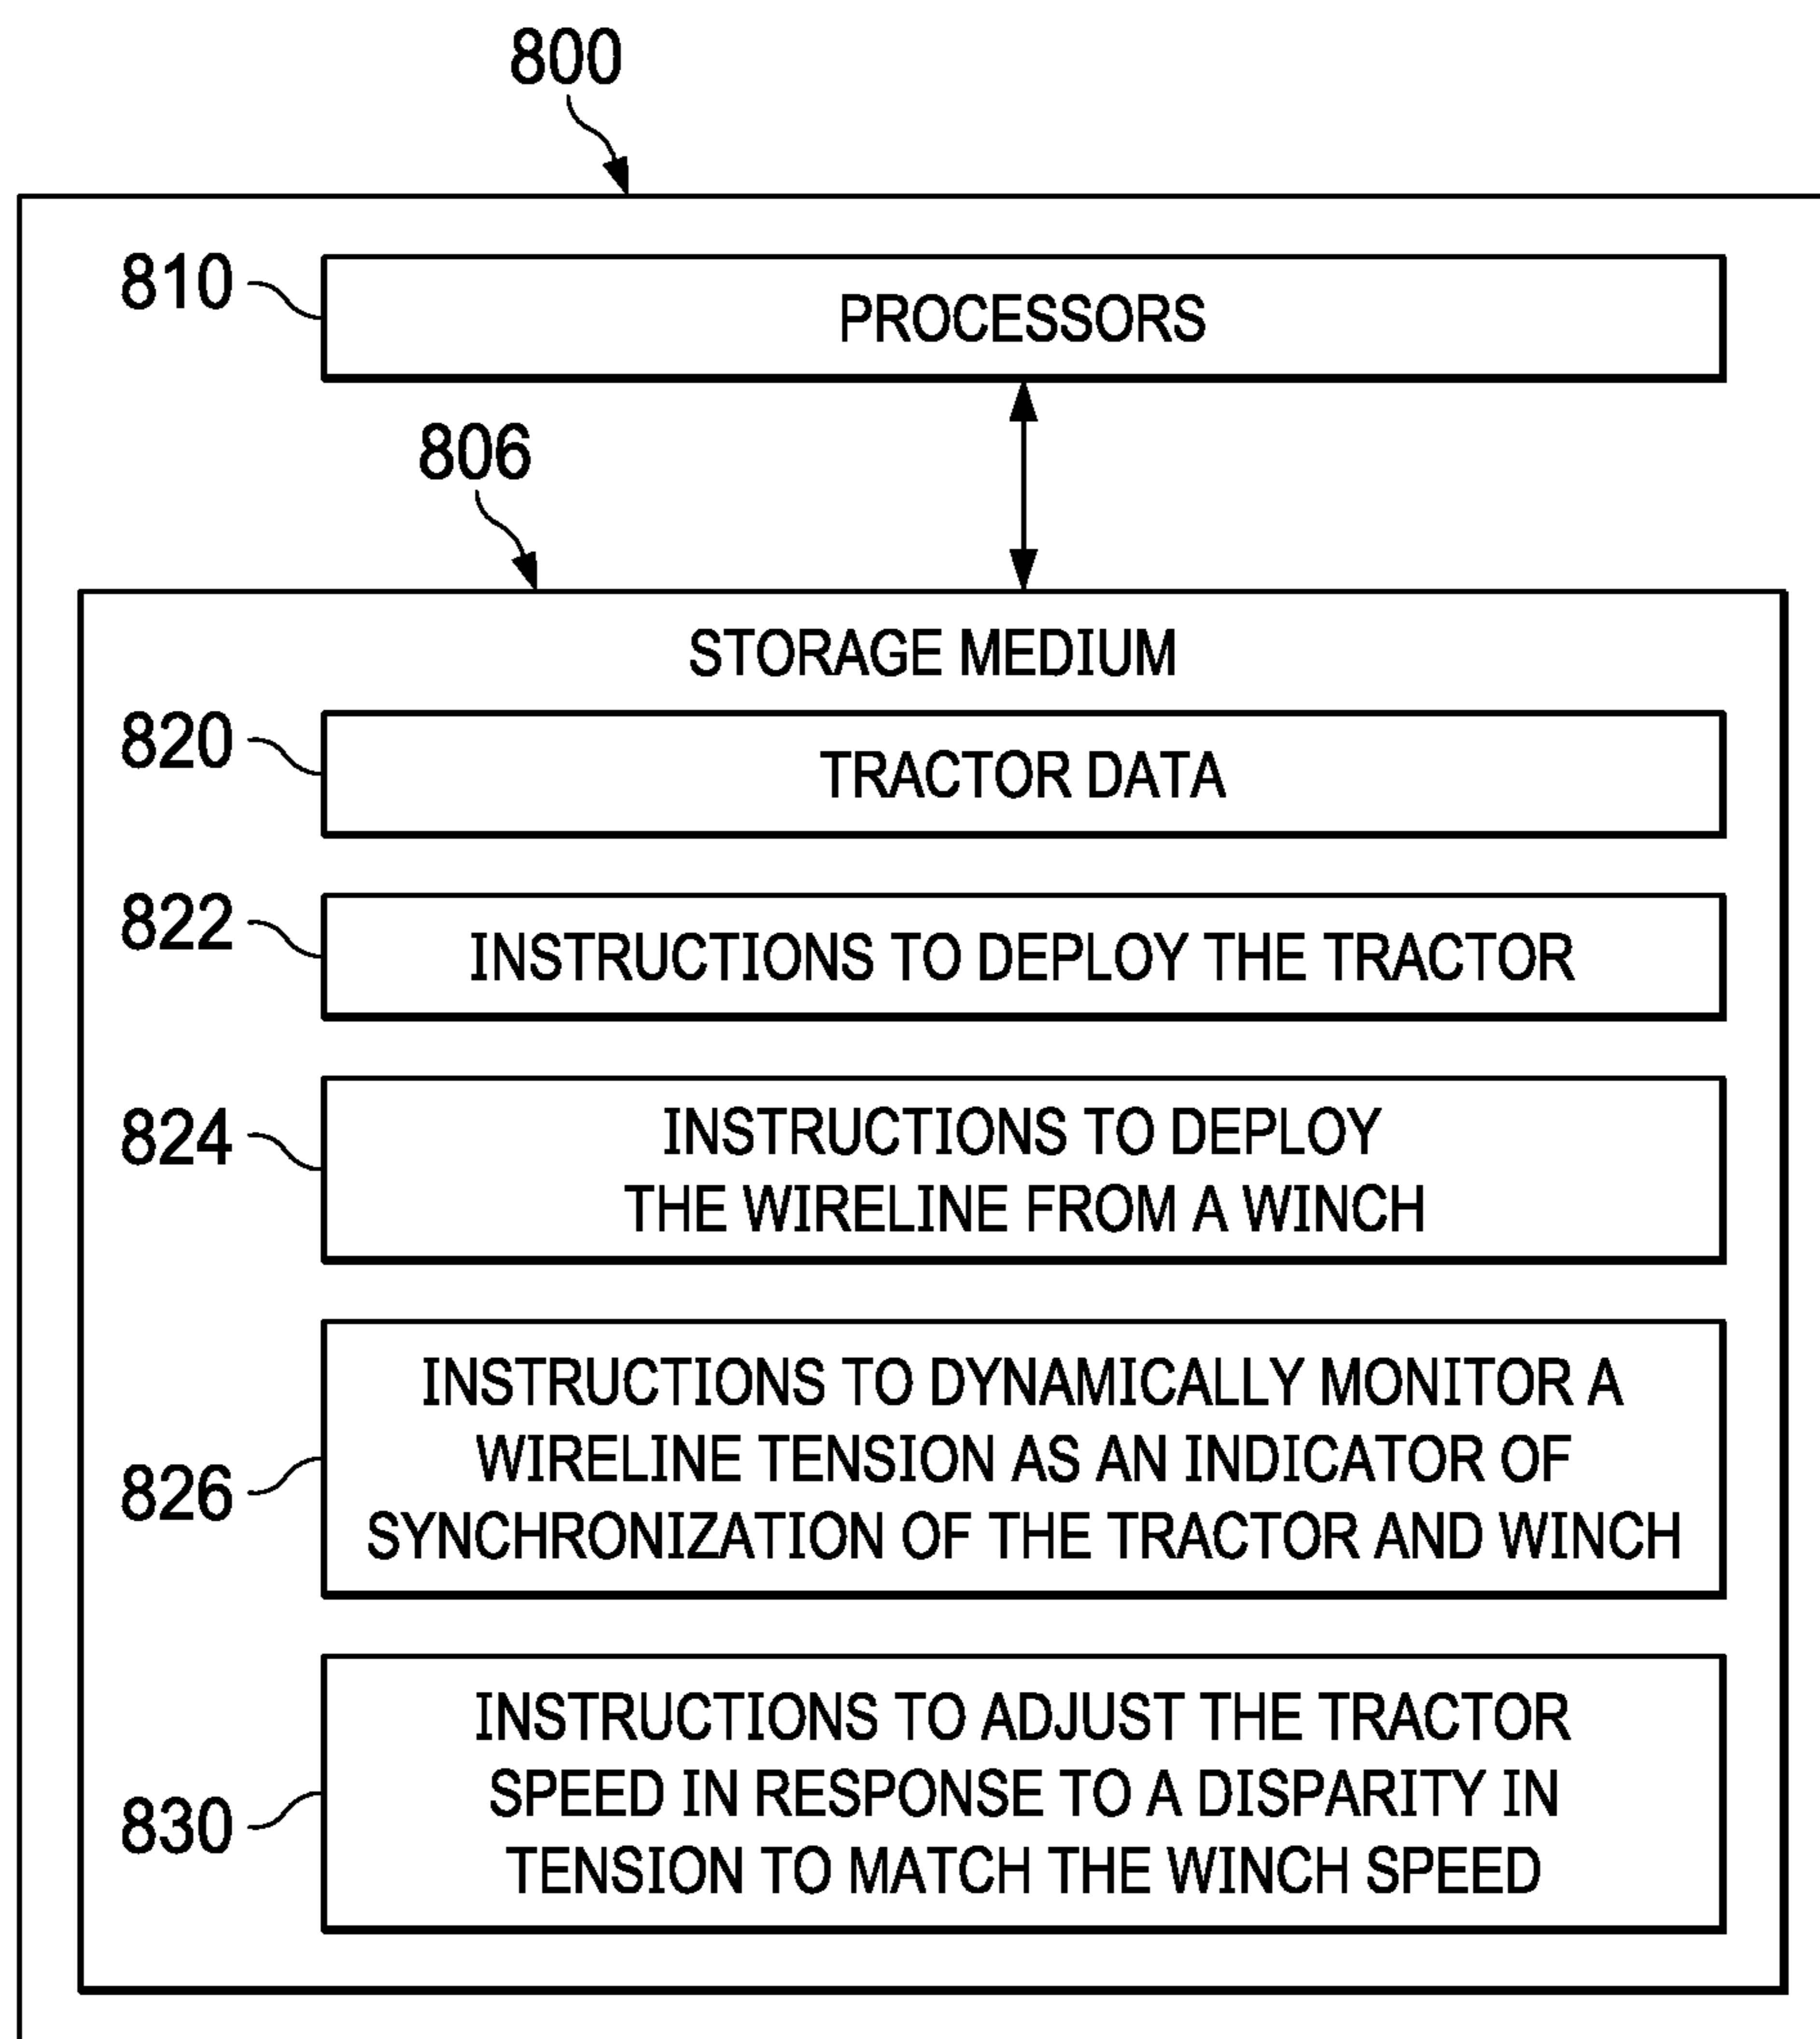 800
810
PROCESSORS
806
STORAGE MEDIUM
820
TRACTOR DATA
822
INSTRUCTIONS TO DEPLOY THE TRACTOR
824
INSTRUCTIONS TO DEPLOY
THE WIRELINE FROM A WINCH
826
INSTRUCTIONS TO DYNAMICALLY MONITOR A
WIRELINE TENSION AS AN INDICATOR OF
SYNCHRONIZATION OF THE TRACTOR AND WINCH
830
INSTRUCTIONS TO ADJUST THE TRACTOR
SPEED IN RESPONSE TO A DISPARITY IN
TENSION TO MATCH THE WINCH SPEED